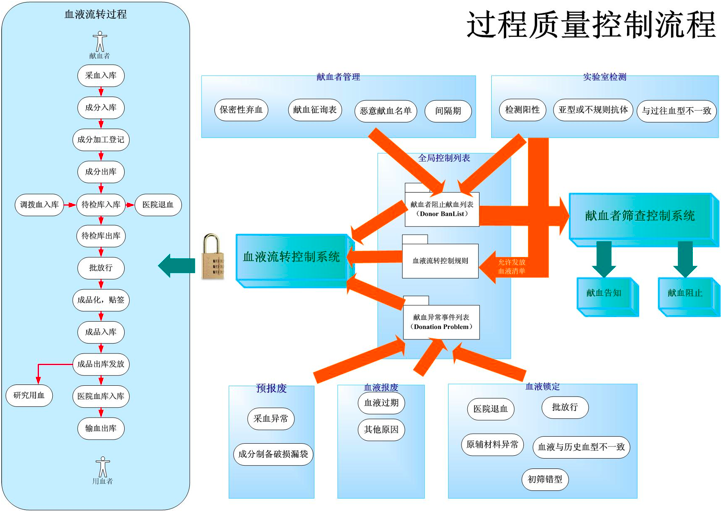 过程质量控制流程
血液流转过程
献血者
采血入库
成分入库
成分加工登记
成分出库
调拨血入库
待检库入库
医院退血
待检库出库
批放行
成品化，贴签
成品入库
成品出库发放
研究用血
医院血库入库
输血出库
用血者
献血者管理
保密性弃血
献血征询表
恶意献血名单
间隔期
实验室检测
检测阳性
亚型或不规则抗体
与过往血型不一致
全局控制列表
献血者阻止献血列表
（Donor BanList）
血液流转控制规则
献血异常事件列表
（Donation Problem）
允许发放
血液清单
血液流转控制系统
献血者筛查控制系统
献血告知
献血阻止
预报废
采血异常
成分制备破损漏袋
血液报废
血液过期
其他原因
血液锁定
医院退血
批放行
原辅材料异常
血液与历史血型不一致
初筛错型